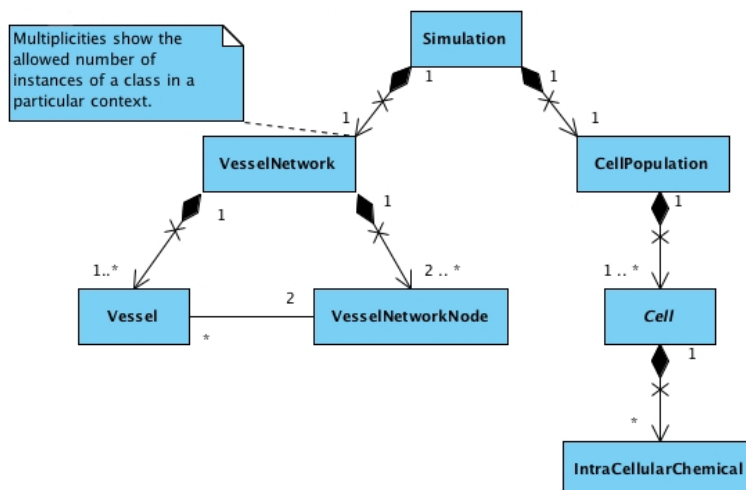 Multiplicities show the
allowed number of
instances of a class in a
particular context.
Simulation
1
1
1
1
VesselNetwork
CellPopulation
1
1
1
1..*
2 .. *
1 .. *
Vessel
2
*
VesselNetworkNode
Cell
1
*
IntraCellularChemical